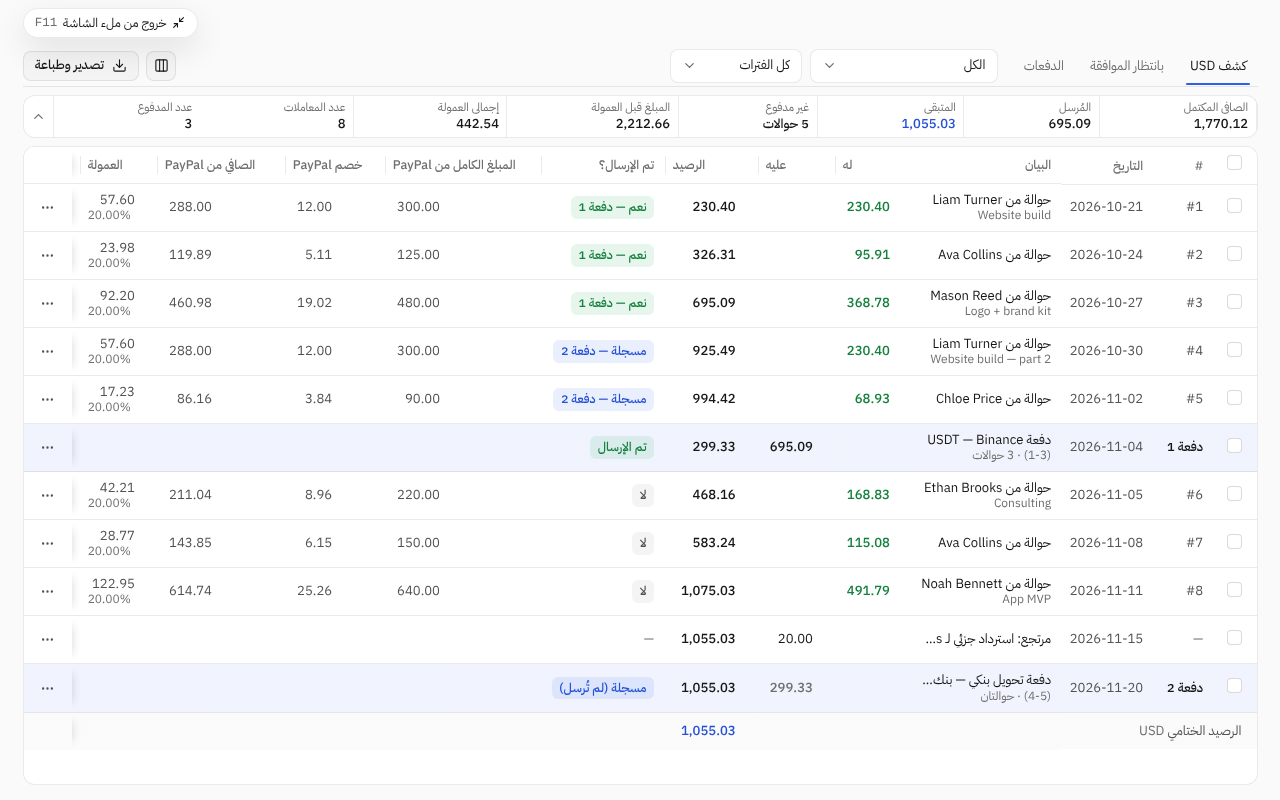 خروج من ملء الشاشة F11
كشف USD
بانتظار الموافقة
الدفعات
الكل
كل الفترات
تصدير وطباعة
الصافي المكتمل
1,770.12
المُرسل
695.09
المتبقي
1,055.03
غير مدفوع
5 حوالات
المبلغ قبل العمولة
2,212.66
إجمالي العمولة
442.54
عدد المعاملات
8
عدد المدفوع
3
# التاريخ البيان له عليه الرصيد تم الإرسال؟ المبلغ الكامل من PayPal خصم PayPal الصافي من PayPal العمولة
#1 2026-10-21 حوالة من Liam Turner 230.40 230.40 نعم — دفعة 1 300.00 12.00 288.00 57.60
Website build 20.00%
#2 2026-10-24 حوالة من Ava Collins 95.91 326.31 نعم — دفعة 1 125.00 5.11 119.89 23.98
20.00%
#3 2026-10-27 حوالة من Mason Reed 368.78 695.09 نعم — دفعة 1 480.00 19.02 460.98 92.20
Logo + brand kit 20.00%
#4 2026-10-30 حوالة من Liam Turner 230.40 925.49 مسجلة — دفعة 2 300.00 12.00 288.00 57.60
Website build — part 2 20.00%
#5 2026-11-02 حوالة من Chloe Price 68.93 994.42 مسجلة — دفعة 2 90.00 3.84 86.16 17.23
20.00%
دفعة 1 2026-11-04 دفعة USDT — Binance 695.09 299.33 تم الإرسال
(1-3) · 3 حوالات
#6 2026-11-05 حوالة من Ethan Brooks 168.83 468.16 لا 220.00 8.96 211.04 42.21
Consulting 20.00%
#7 2026-11-08 حوالة من Ava Collins 115.08 583.24 لا 150.00 6.15 143.85 28.77
20.00%
#8 2026-11-11 حوالة من Noah Bennett 491.79 1,075.03 لا 640.00 25.26 614.74 122.95
App MVP 20.00%
— 2026-11-15 مرتجع: استرداد جزئي لـ s... 20.00 1,055.03 —
دفعة 2 2026-11-20 دفعة تحويل بنكي — بنك... 299.33 1,055.03 مسجلة (لم تُرسل)
(4-5) · حوالتان
الرصيد الختامي USD 1,055.03